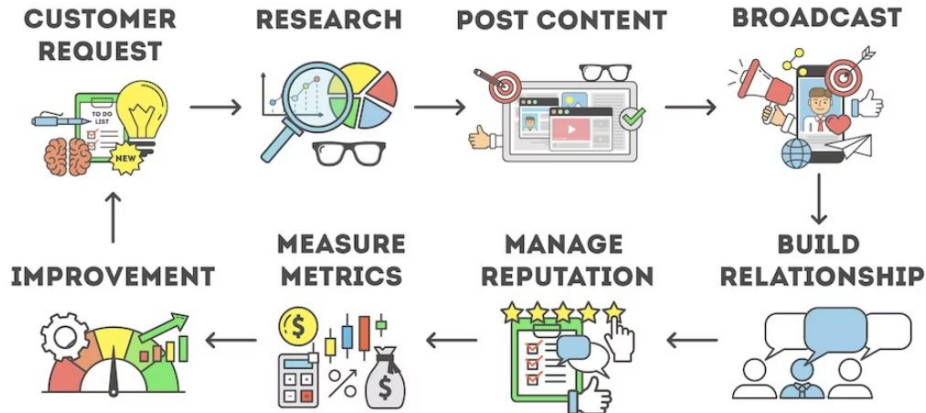 CUSTOMER
REQUEST
TO DO
LIST
NEW
RESEARCH
POST CONTENT
BROADCAST
BUILD
RELATIONSHIP
MANAGE
REPUTATION
MEASURE
METRICS
$
%
$
IMPROVEMENT